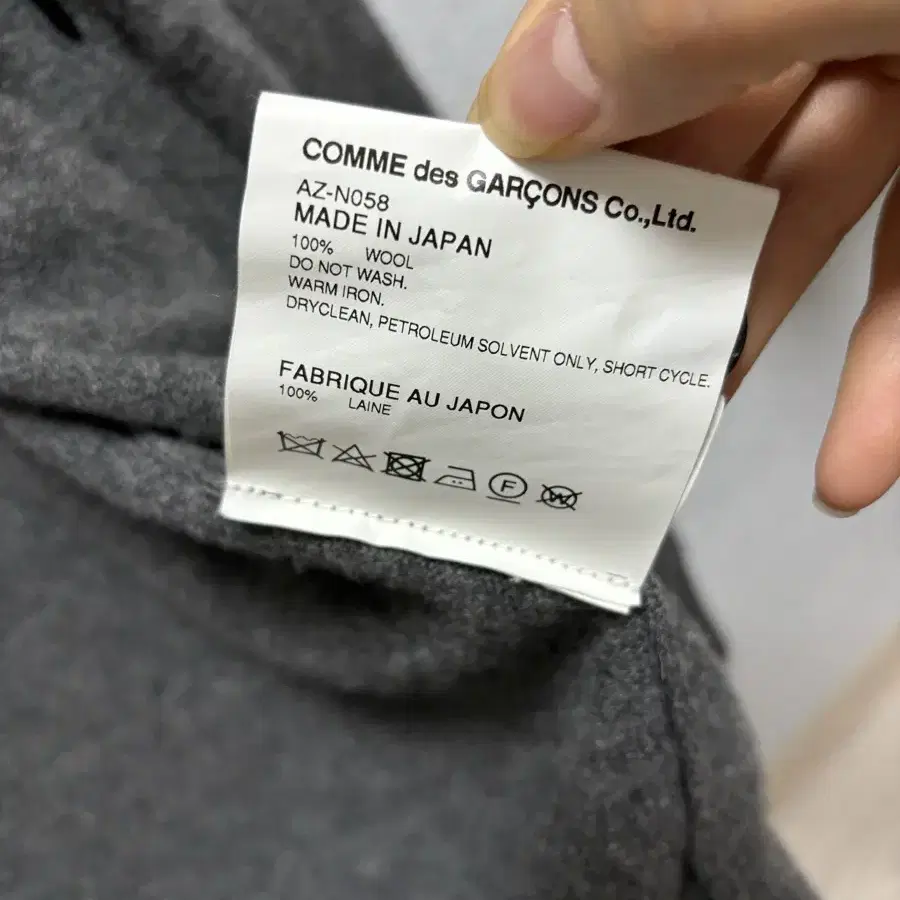 COMME des GARÇONS Co.,Ltd.
AZ-N058
MADE IN JAPAN
100% WOOL
DO NOT WASH.
WARM IRON.
DRYCLEAN, PETROLEUM SOLVENT ONLY, SHORT CYCLE.
FABRIQUE AU JAPON
100% LAINE
F W